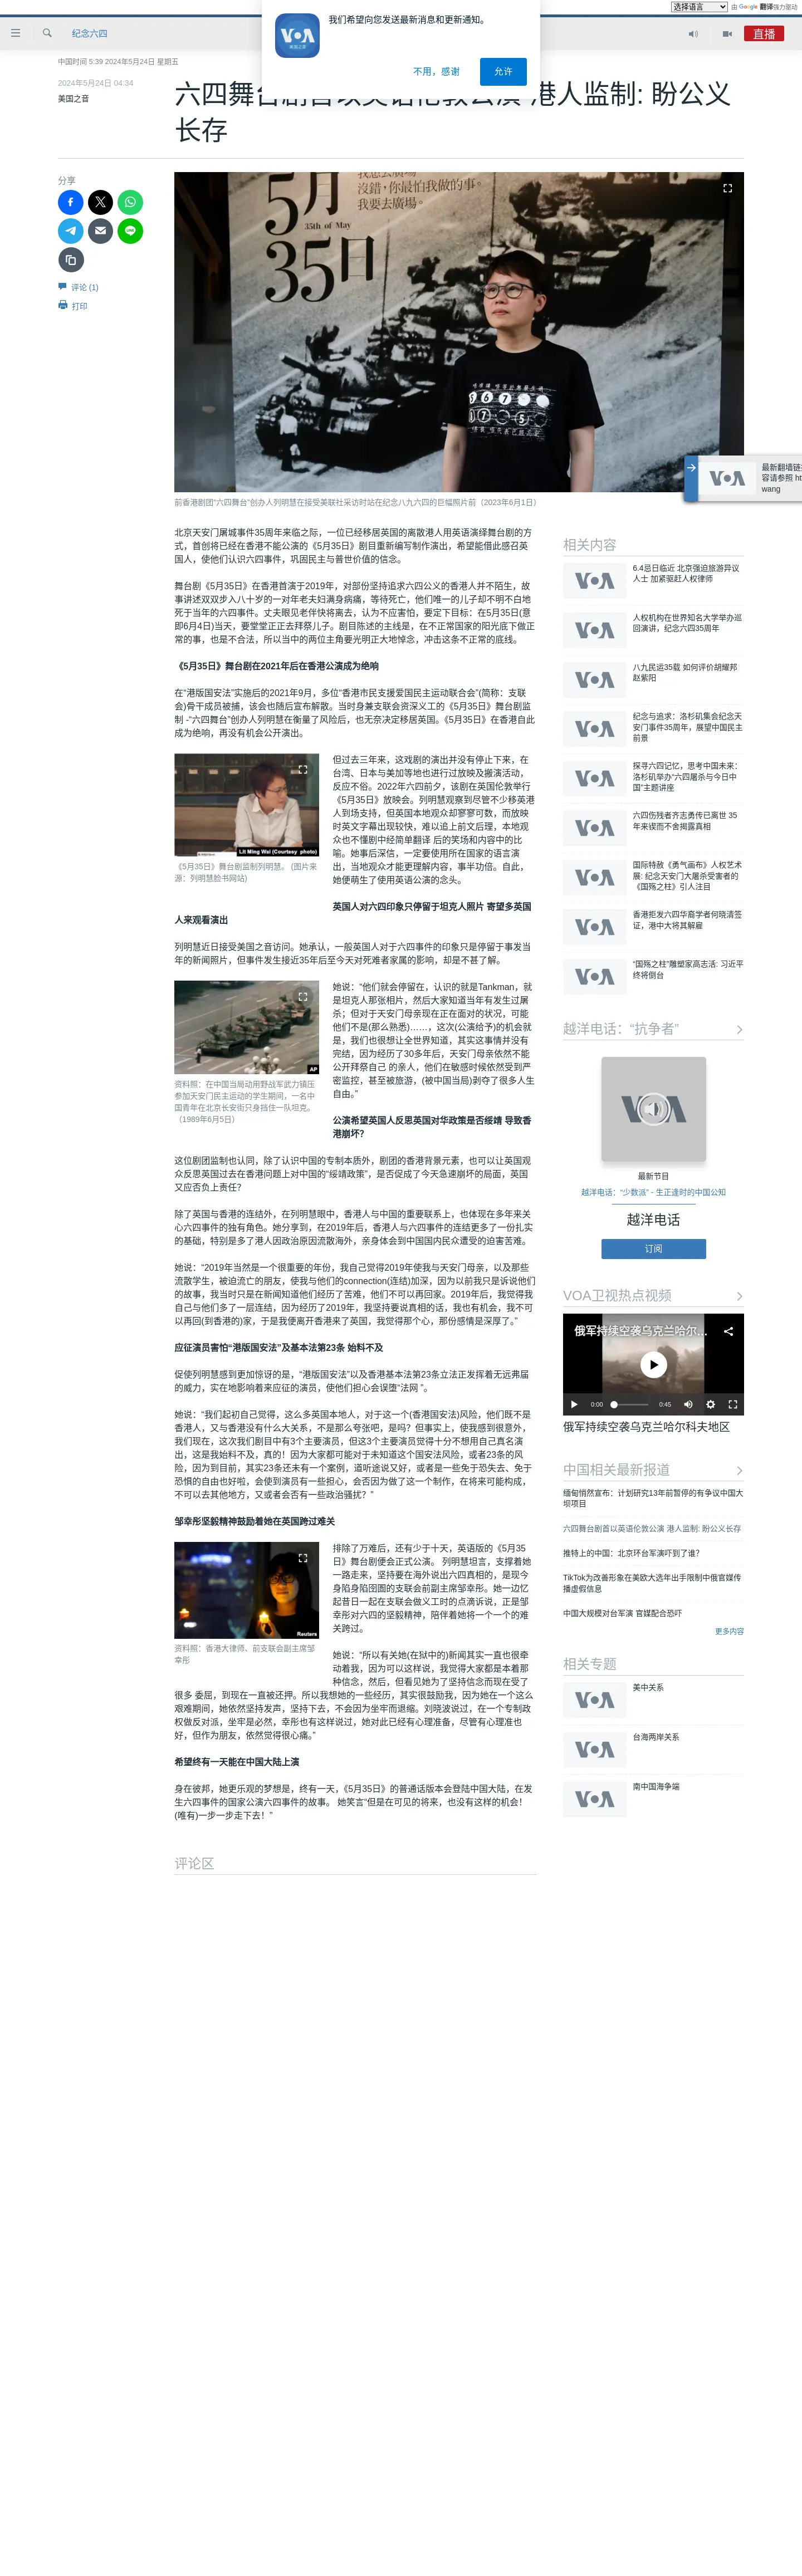 选择语言
由 Google 翻译强力驱动
我们希望向您发送最新消息和更新通知。
不用，感谢
允许
VOA
美国之音
纪念六四
直播
中国时间 5:39 2024年5月24日 星期五
2024年5月24日 04:34
美国之音
港人监制: 盼公义
长存
分享
评论 (1)
打印
沒錯，你最怕我做的事。
我要去廣場。
5月
35日
35th of May
前香港剧团“六四舞台”创办人列明慧在接受美联社采访时站在纪念八九六四的巨幅照片前（2023年6月1日）
北京天安门屠城事件35周年来临之际，一位已经移居英国的离散港人用英语演绎舞台剧的方
式，首创将已经在香港不能公演的《5月35日》剧目重新编写制作演出，希望能借此感召英
国人，使他们认识六四事件，巩固民主与普世价值的信念。
舞台剧《5月35日》在香港首演于2019年，对部份坚持追求六四公义的香港人并不陌生，故
事讲述双双步入八十岁的一对年老夫妇满身病痛，等待死亡，他们唯一的儿子却不明不白地
死于当年的六四事件。丈夫眼见老伴快将离去，认为不应害怕，要定下目标：在5月35日(意
即6月4日)当天，要堂堂正正去拜祭儿子。剧目陈述的主线是，在不正常国家的阳光底下做正
常的事，也是不合法，所以当中的两位主角要光明正大地悼念，冲击这条不正常的底线。
《5月35日》舞台剧在2021年后在香港公演成为绝响
在“港版国安法”实施后的2021年9月，多位“香港市民支援爱国民主运动联合会”(简称：支联
会)骨干成员被捕，该会也随后宣布解散。当时身兼支联会资深义工的《5月35日》舞台剧监
制 -“六四舞台”创办人列明慧在衡量了风险后，也无奈决定移居英国。《5月35日》在香港自此
成为绝响，再没有机会公开演出。
Lit Ming Wai (Courtesy photo)
《5月35日》舞台剧监制列明慧。 (图片来
源：列明慧脸书网站)
但过去三年来，这戏剧的演出并没有停止下来，在
台湾、日本与美加等地也进行过放映及搬演活动，
反应不俗。2022年六四前夕，该剧在英国伦敦举行
《5月35日》放映会。列明慧观察到尽管不少移英港
人到场支持，但英国本地观众却寥寥可数，而放映
时英文字幕出现较快，难以追上前文后理，本地观
众也不懂剧中经简单翻译 后的笑场和内容中的比
喻。她事后深信，一定要使用所在国家的语言演
出，当地观众才能更理解内容，事半功倍。自此，
她便萌生了使用英语公演的念头。
英国人对六四印象只停留于坦克人照片 寄望多英国
人来观看演出
列明慧近日接受美国之音访问。她承认，一般英国人对于六四事件的印象只是停留于事发当
年的新闻照片，但事件发生接近35年后至今天对死难者家属的影响，却是不甚了解。
AP
资料照：在中国当局动用野战军武力镇压
参加天安门民主运动的学生期间，一名中
国青年在北京长安街只身挡住一队坦克。
（1989年6月5日）
她说：“他们就会停留在，认识的就是Tankman，就
是坦克人那张相片，然后大家知道当年有发生过屠
杀；但对于天安门母亲现在正在面对的状况，可能
他们不是(那么熟悉)……，这次(公演给予)的机会就
是，我们也很想让全世界知道，其实这事情并没有
完结，因为经历了30多年后，天安门母亲依然不能
公开拜祭自己 的亲人，他们在敏感时候依然受到严
密监控，甚至被旅游，(被中国当局)剥夺了很多人生
自由。”
公演希望英国人反思英国对华政策是否绥靖 导致香
港崩坏？
这位剧团监制也认同，除了认识中国的专制本质外，剧团的香港背景元素，也可以让英国观
众反思英国过去在香港问题上对中国的“绥靖政策”，是否促成了今天急速崩坏的局面，英国
又应否负上责任？
除了英国与香港的连结外，在列明慧眼中，香港人与中国的重要联系上，也体现在多年来关
心六四事件的独有角色。她分享到，在2019年后，香港人与六四事件的连结更多了一份扎实
的基础，特别是多了港人因政治原因流散海外，亲身体会到中国国内民众遭受的迫害苦难。
她说：“2019年当然是一个很重要的年份，我自己觉得2019年使我与天安门母亲，以及那些
流散学生，被迫流亡的朋友，使我与他们的connection(连结)加深，因为以前我只是诉说他们
的故事，我当时只是在新闻知道他们经历了苦难，他们不可以再回家。2019年后，我觉得我
自己与他们多了一层连结，因为经历了2019年，我坚持要说真相的话，我也有机会，我不可
以再回(到香港的)家，于是我便离开香港来了英国，我觉得那个心，那份感情是深厚了。”
应征演员害怕“港版国安法”及基本法第23条 始料不及
促使列明慧感到更加惊讶的是，“港版国安法”以及香港基本法第23条立法正发挥着无远弗届
的威力，实在地影响着来应征的演员，使他们担心会误堕“法网 ”。
她说：“我们起初自己觉得，这么多英国本地人，对于这一个(香港国安法)风险，他们既不是
香港人，又与香港没有什么大关系，不是那么夸张吧，是吗？但事实上，使我感到很意外，
我们现在，这次我们剧目中有3个主要演员，但这3个主要演员觉得十分不想用自己真名演
出，这是我始料不及，真的！因为大家都可能对于未知道这个国安法风险，或者23条的风
险，因为到目前，其实23条还未有一个案例，道听途说又好，或者是一些免于恐失去、免于
恐惧的自由也好啦，会使到演员有一些担心，会否因为做了这一个制作，在将来可能构成，
不可以去其他地方，又或者会否有一些政治骚扰？”
邹幸彤坚毅精神鼓励着她在英国跨过难关
Reuters
资料照：香港大律师、前支联会副主席邹
幸彤
排除了万难后，还有少于十天，英语版的《5月35
日》舞台剧便会正式公演。 列明慧坦言，支撑着她
一路走来，坚持要在海外说出六四真相的，是现今
身陷身陷囹圄的支联会前副主席邹幸彤。她一边忆
起昔日一起在支联会做义工时的点滴诉说，正是邹
幸彤对六四的坚毅精神，陪伴着她将一个一个的难
关跨过。
她说：“所以有关她(在狱中的)新闻其实一直也很牵
动着我，因为可以这样说，我觉得大家都是本着那
种信念，然后，但看见她为了坚持信念而现在受了
很多 委屈，到现在一直被还押。所以我想她的一些经历，其实很鼓励我，因为她在一个这么
艰难期间，她依然坚持发声，坚持下去，不会因为坐牢而退缩。刘晓波说过，在一个专制政
权做反对派，坐牢是必然，幸彤也有这样说过，她对此已经有心理准备，尽管有心理准也
好，但作为朋友，依然觉得很心痛。”
希望终有一天能在中国大陆上演
身在彼邦，她更乐观的梦想是，终有一天，《5月35日》的普通话版本会登陆中国大陆，在发
生六四事件的国家公演六四事件的故事。 她笑言“但是在可见的将来，也没有这样的机会！
(唯有)一步一步走下去！”
评论区
VOA
最新翻墙链接
wang
相关内容
6.4忌日临近 北京强迫旅游异议
人士 加紧驱赶人权律师
人权机构在世界知名大学举办巡
回演讲，纪念六四35周年
八九民运35载 如何评价胡耀邦
赵紫阳
纪念与追求：洛杉矶集会纪念天
安门事件35周年，展望中国民主
前景
探寻六四记忆，思考中国未来：
洛杉矶举办“六四屠杀与今日中
国”主题讲座
六四伤残者齐志勇传已离世 35
年来锲而不舍揭露真相
国际特赦《勇气画布》人权艺术
展: 纪念天安门大屠杀受害者的
《国殇之柱》引人注目
香港拒发六四华裔学者何晓清签
证，港中大将其解雇
“国殇之柱”雕塑家高志活: 习近平
终将倒台
越洋电话：“抗争者”
最新节目
越洋电话：“少数派” - 生正逢时的中国公知
越洋电话
订阅
VOA卫视热点视频
俄军持续空袭乌克兰哈尔...
0:00
0:45
俄军持续空袭乌克兰哈尔科夫地区
中国相关最新报道
缅甸悄然宣布：计划研究13年前暂停的有争议中国大
坝项目
六四舞台剧首以英语伦敦公演 港人监制: 盼公义长存
推特上的中国：北京环台军演吓到了谁？
TikTok为改善形象在美欧大选年出手限制中俄官媒传
播虚假信息
中国大规模对台军演 官媒配合恐吓
更多内容
相关专题
美中关系
台海两岸关系
南中国海争端